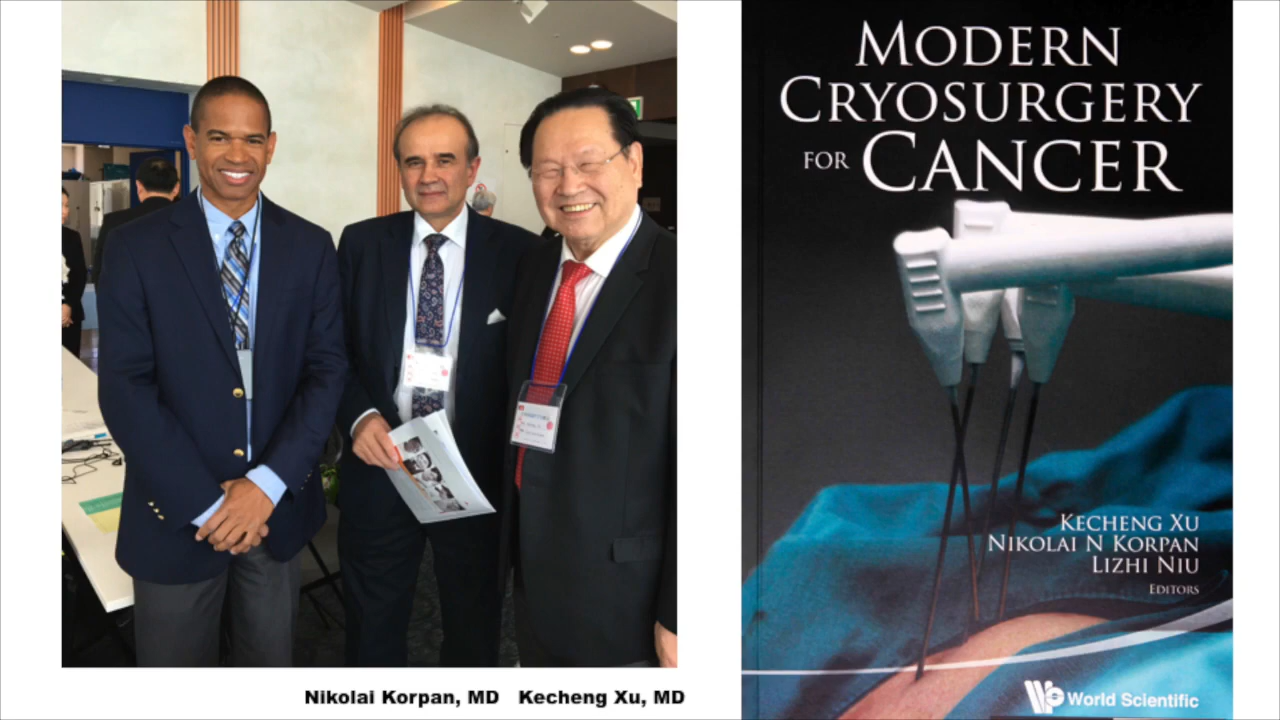 Nikolai Korpan, MD Kecheng Xu, MD
MODERN
CRYOSURGERY
FOR CANCER
KECHENG XU
NIKOLAI N KORPAN
LIZHI NIU
EDITORS
World Scientific